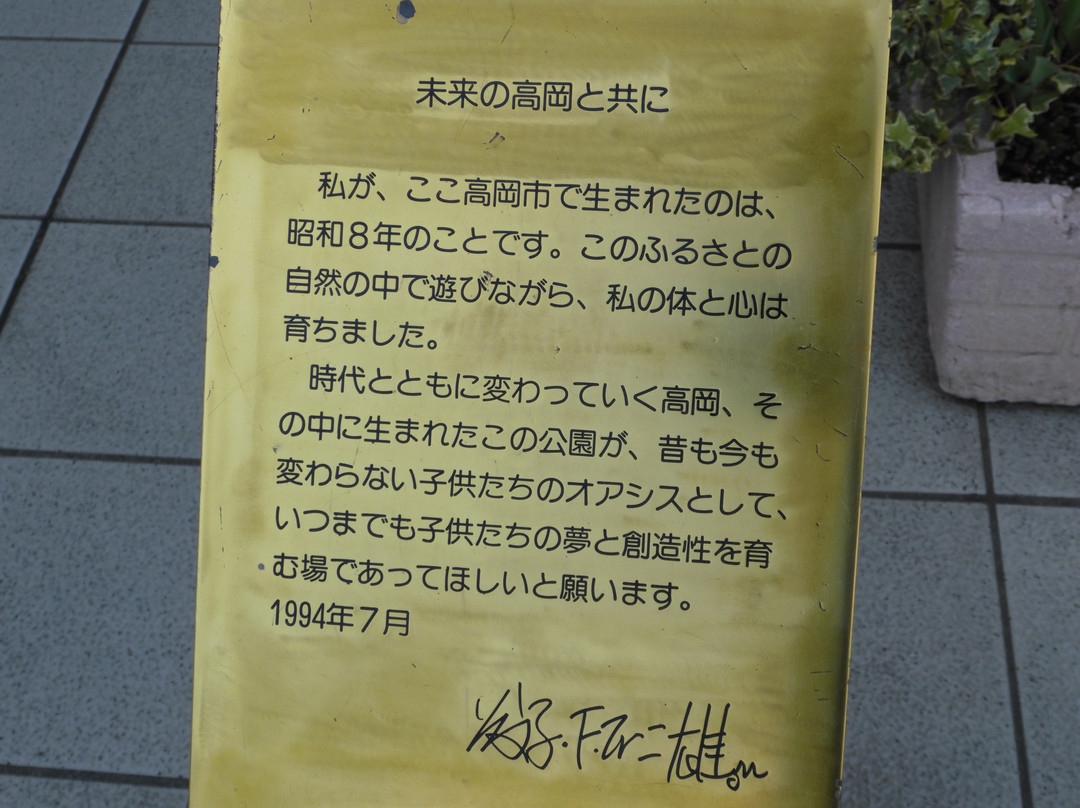 未来の高岡と共に
私が、ここ高岡市で生まれたのは、
昭和８年のことです。このふるさとの
自然の中で遊びながら、私の体と心は
育ちました。
時代とともに変わっていく高岡、そ
の中に生まれたこの公園が、昔も今も
変わらない子供たちのオアシスとして、
いつまでも子供たちの夢と創造性を育
む場であってほしいと願います。
1994年７月
子・F・不二雄